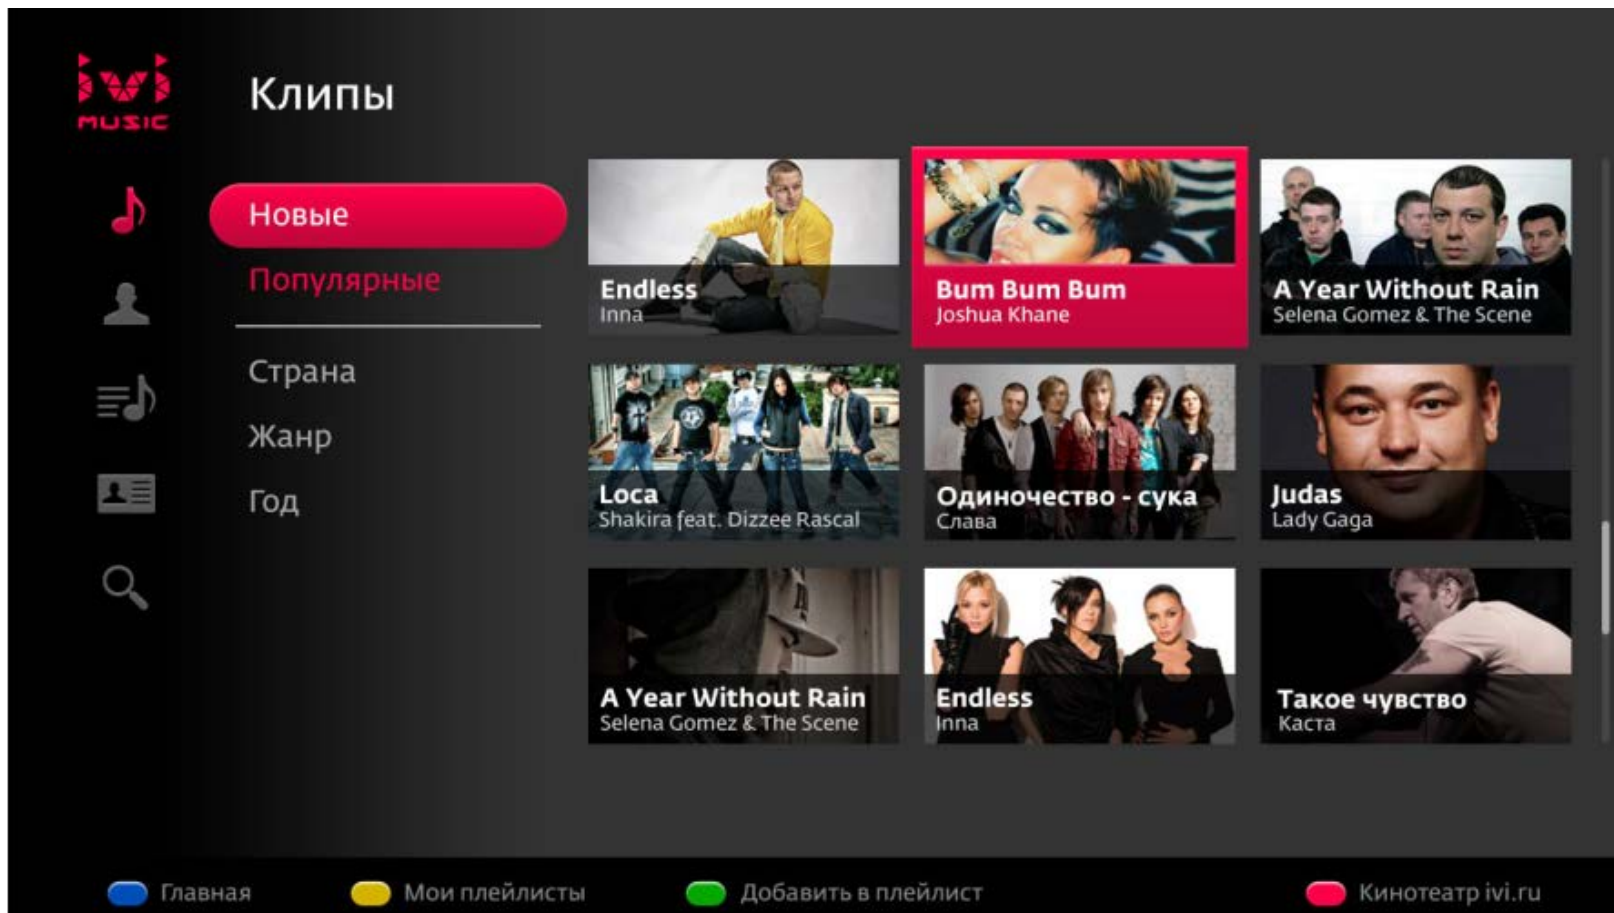 ivi
MUSIC
Клипы
Новые
Популярные
Страна
Жанр
Год
Endless
Inna
Bum Bum Bum
Joshua Khane
A Year Without Rain
Selena Gomez & The Scene
Loca
Shakira feat. Dizzee Rascal
Одиночество - сука
Слава
Judas
Lady Gaga
A Year Without Rain
Selena Gomez & The Scene
Endless
Inna
Такое чувство
Каста
Главная
Мои плейлисты
Добавить в плейлист
Кинотеатр ivi.ru